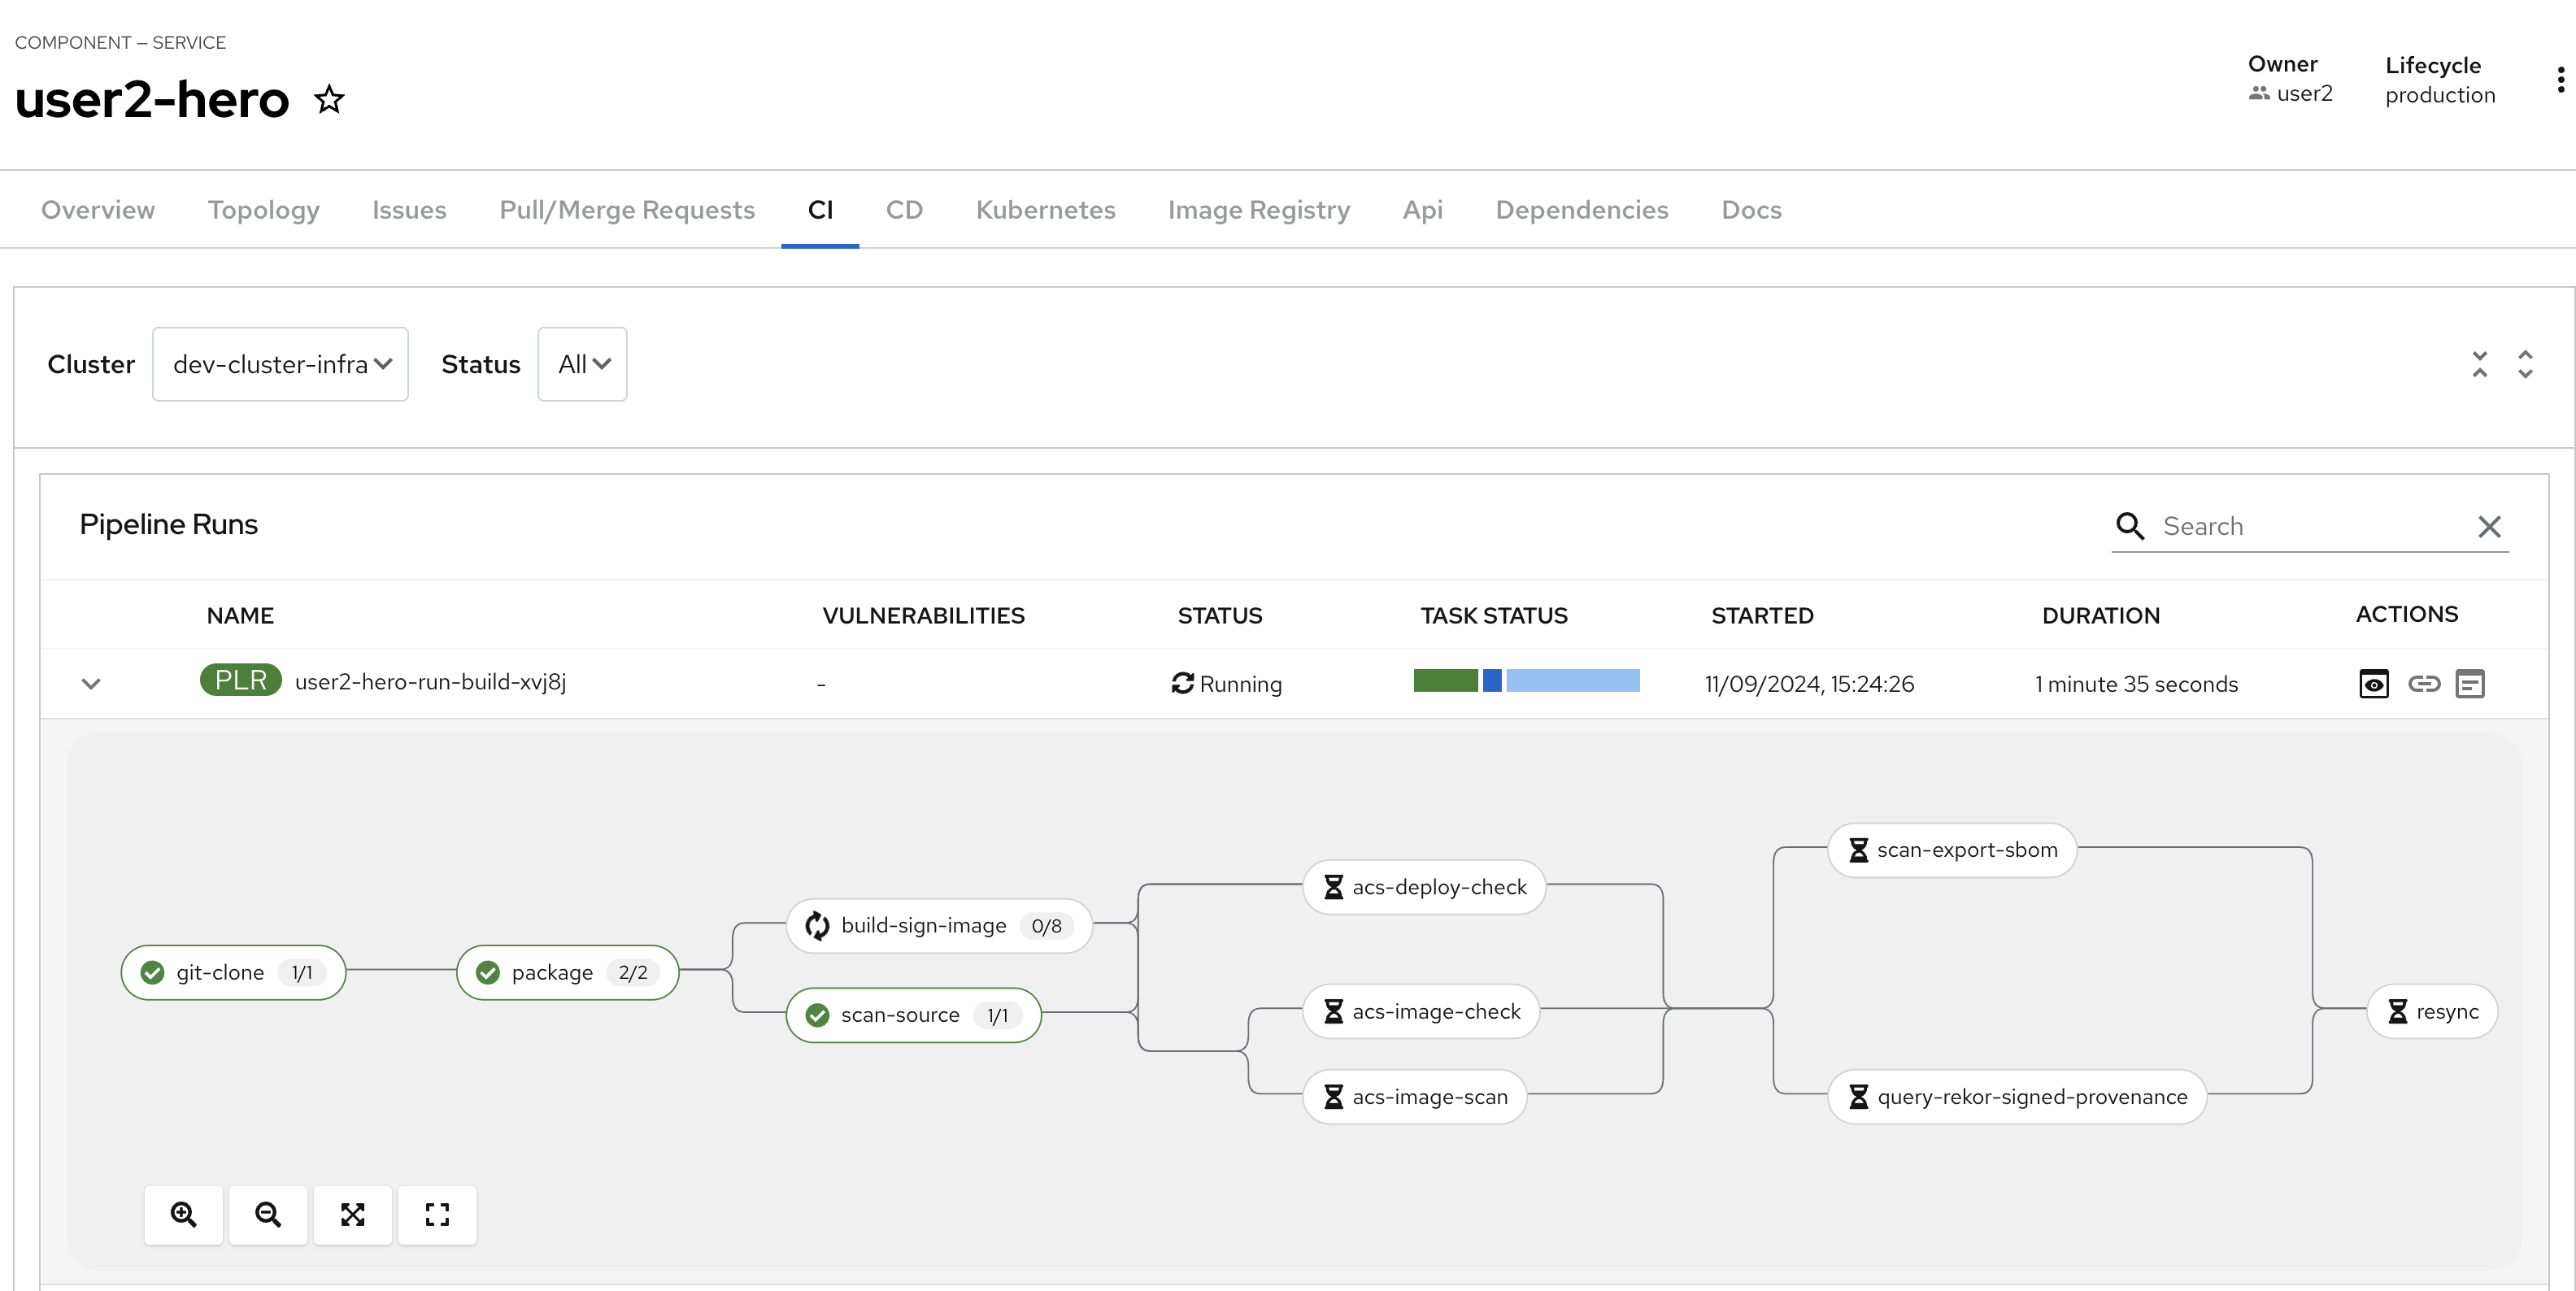 COMPONENT — SERVICE
user2-hero
Owner
user2
Lifecycle
production
Overview Topology Issues Pull/Merge Requests CI CD Kubernetes Image Registry Api Dependencies Docs
Cluster dev-cluster-infra Status All
Pipeline Runs
Search
NAME VULNERABILITIES STATUS TASK STATUS STARTED DURATION ACTIONS
PLR user2-hero-run-build-xvj8j - Running 11/09/2024, 15:24:26 1 minute 35 seconds
git-clone 1/1
package 2/2
build-sign-image 0/8
scan-source 1/1
acs-deploy-check
acs-image-check
acs-image-scan
scan-export-sbom
query-rekor-signed-provenance
resync